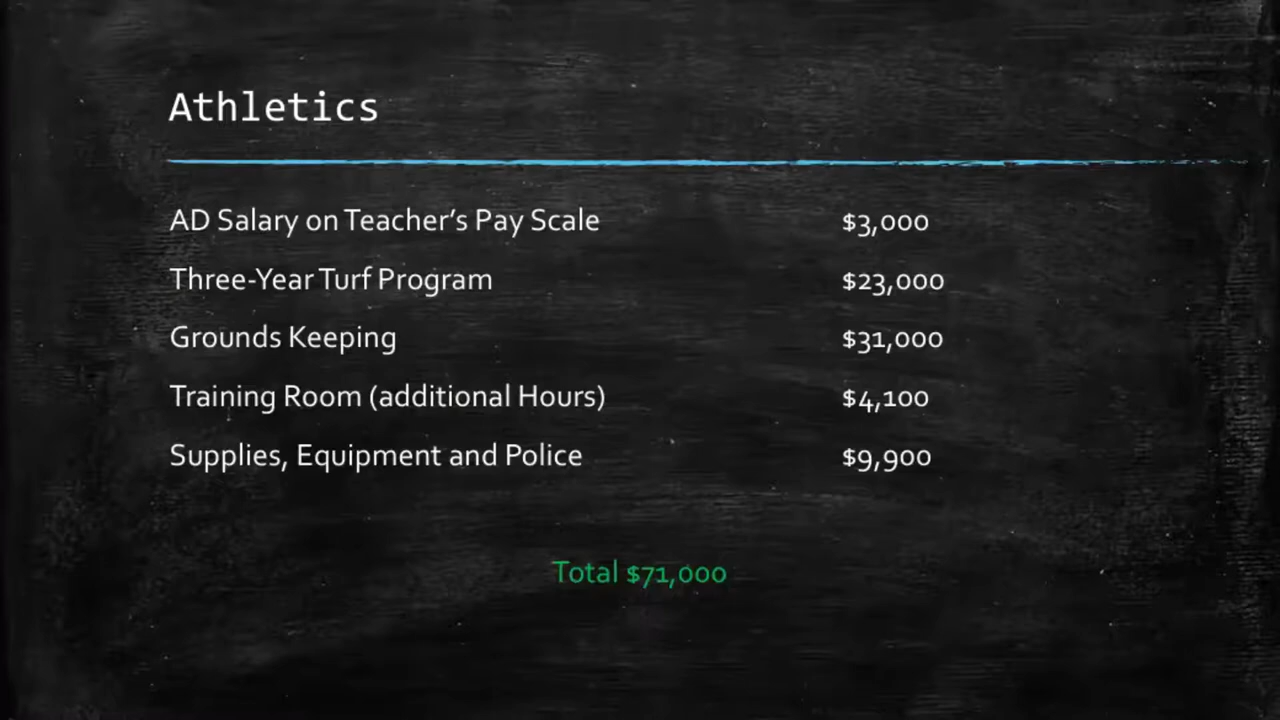 Athletics
AD Salary on Teacher’s Pay Scale $3,000
Three-Year Turf Program $23,000
Grounds Keeping $31,000
Training Room (additional Hours) $4,100
Supplies, Equipment and Police $9,900
Total $71,000